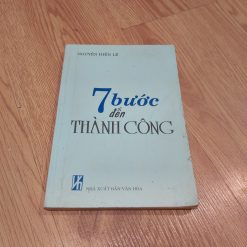 NGUYỄN HIẾN LÊ
7 bước
đến
THÀNH CÔNG
NHÀ XUẤT BẢN VĂN HÓA